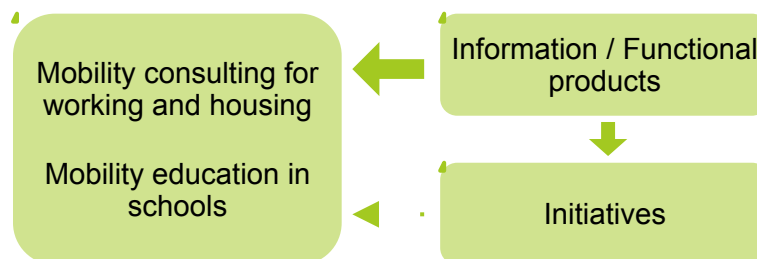 Mobility consulting for
working and housing
Mobility education in
schools
Information / Functional
products
Initiatives